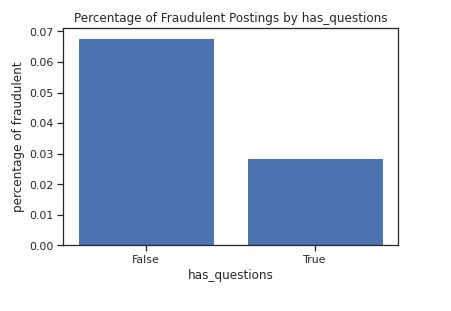 Percentage of Fraudulent Postings by has_questions
percentage of fraudulent
0.07
0.06
0.05
0.04
0.03
0.02
0.01
0.00
False True
has_questions